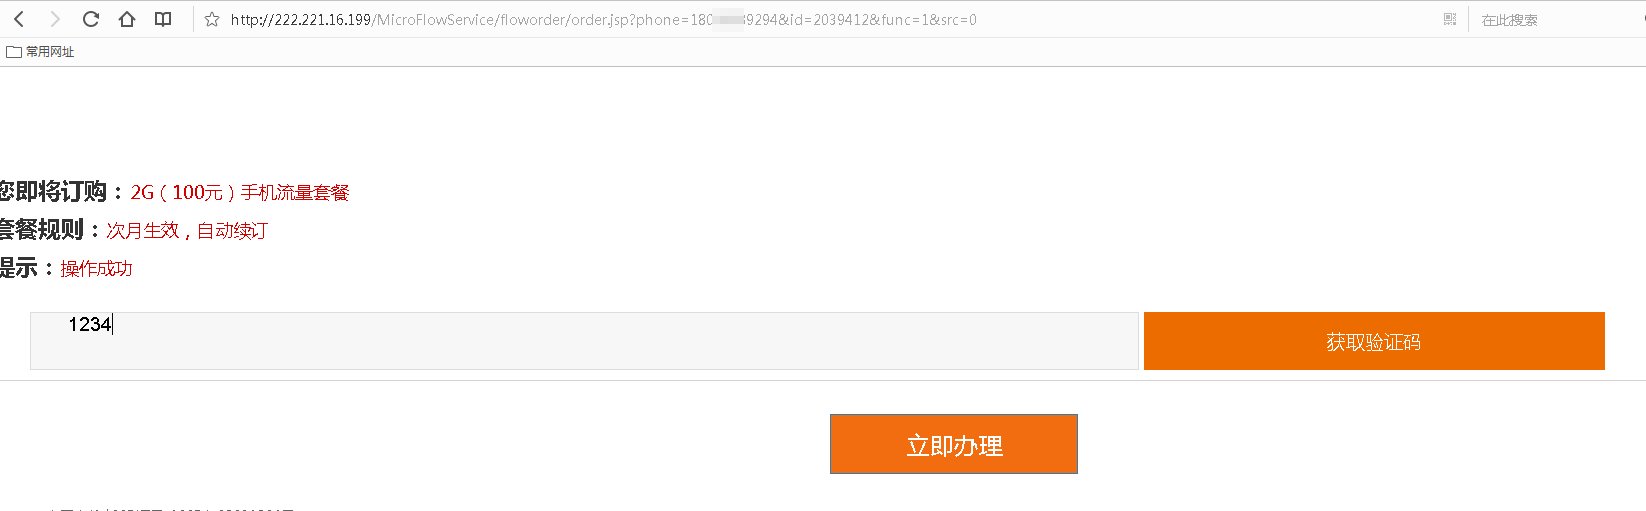 http://222.221.16.199/MicroFlowService/floworder/order.jsp?phone=180 9294&id=2039412&func=1&src=0
在此搜索
常用网址
您即将订购：2G（100元）手机流量套餐
套餐规则：次月生效，自动续订
提示：操作成功
1234
获取验证码
立即办理